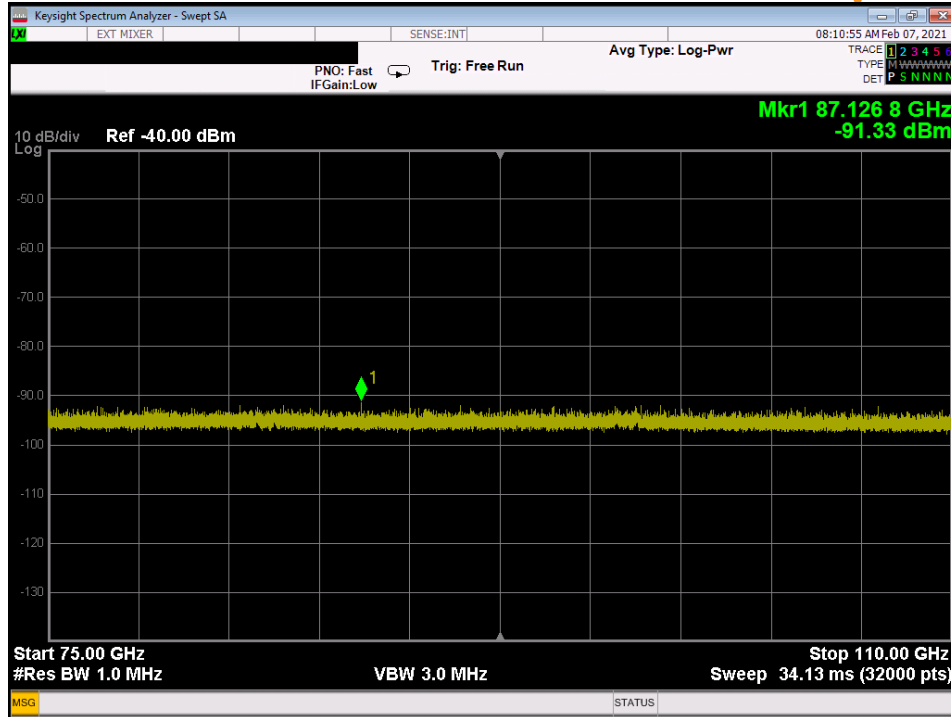 Keysight Spectrum Analyzer - Swept SA
LXI EXT MIXER SENSE:INT 08:10:55 AM Feb 07, 2021
Avg Type: Log-Pwr TRACE 1 2 3 4 5 6
PNO: Fast Trig: Free Run TYPE M WWWWW
IFGain:Low DET P S N N N N
Mkr1 87.126 8 GHz
10 dB/div Ref -40.00 dBm -91.33 dBm
Log
-50.0
-60.0
-70.0
-80.0
1
-90.0
-100
-110
-120
-130
Start 75.00 GHz Stop 110.00 GHz
#Res BW 1.0 MHz VBW 3.0 MHz Sweep 34.13 ms (32000 pts)
MSG STATUS